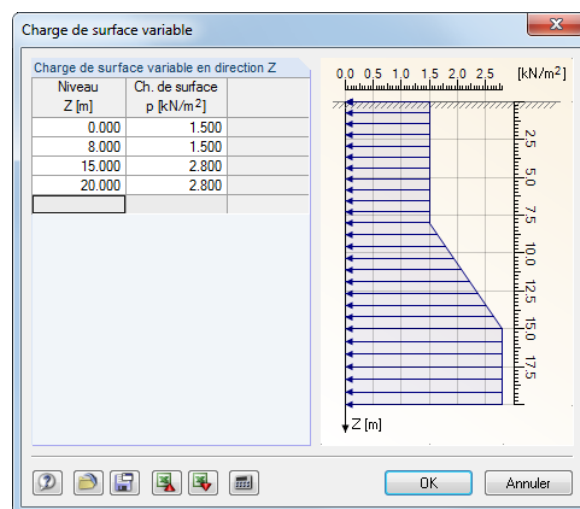 Charge de surface variable
Charge de surface variable en direction Z
Niveau Ch. de surface
Z [m] p [kN/m2]
0.000 1.500
8.000 1.500
15.000 2.800
20.000 2.800
0.0 0.5 1.0 1.5 2.0 2.5 [kN/m2]
2.5
5.0
7.5
10.0
12.5
15.0
17.5
Z [m]
OK Annuler